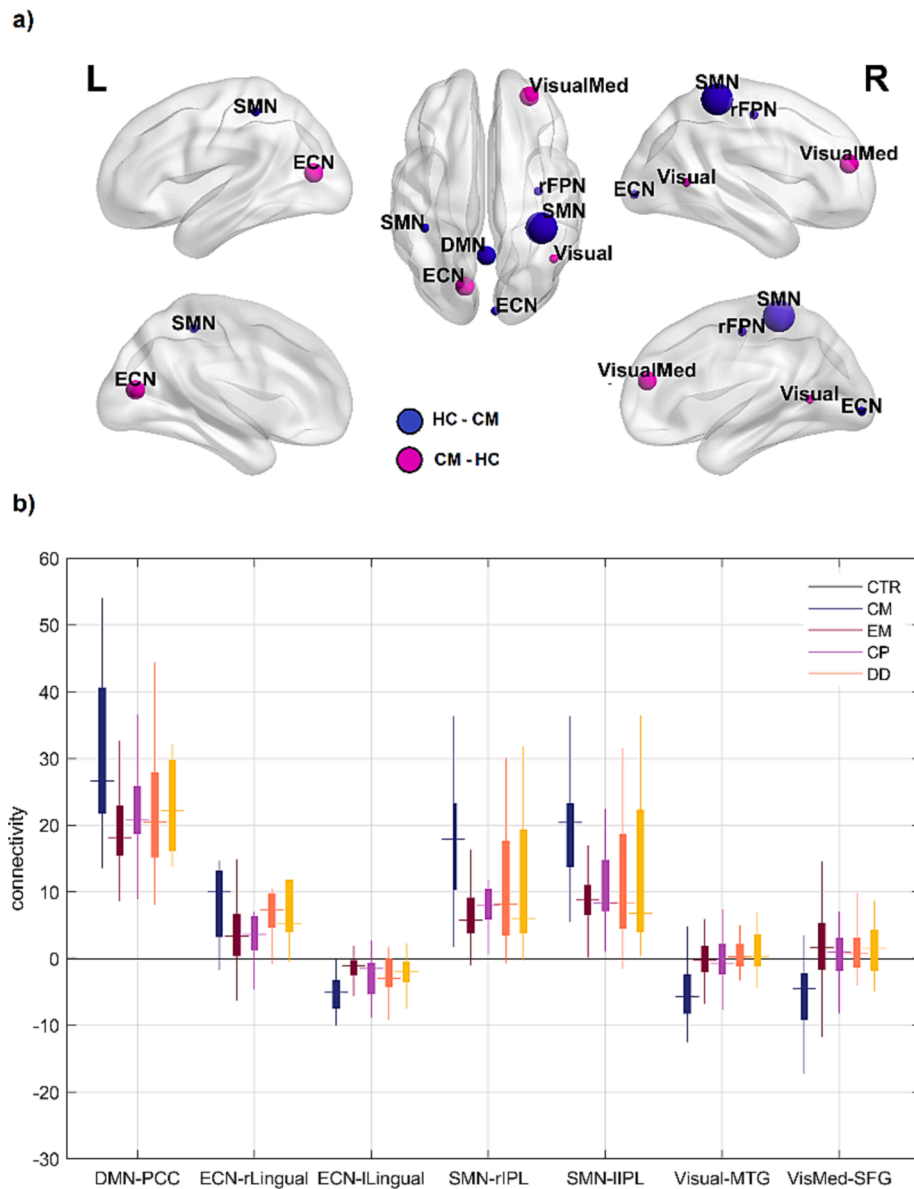 a)
L
R
SMN
ECN
VisualMed
rFPN
SMN
SMN
DMN
Visual
ECN
ECN
SMN
rFPN
VisualMed
ECN
Visual
SMN
ECN
SMN
rFPN
VisualMed
Visual
ECN
HC - CM
CM - HC
b)
60
50
40
30
20
10
0
-10
-20
-30
connectivity
CTR
CM
EM
CP
DD
DMN-PCC ECN-rLingual ECN-lLingual SMN-rIPL SMN-lIPL Visual-MTG VisMed-SFG